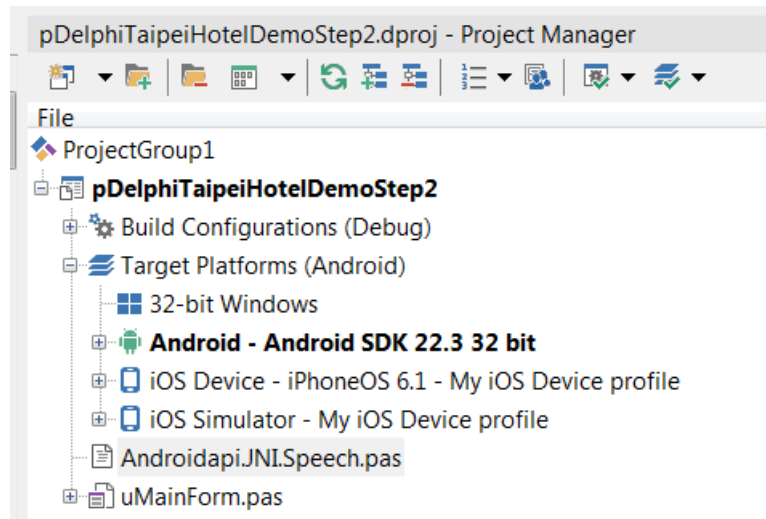 pDelphiTaipeiHotelDemoStep2.dproj - Project Manager
File
ProjectGroup1
pDelphiTaipeiHotelDemoStep2
Build Configurations (Debug)
Target Platforms (Android)
32-bit Windows
Android - Android SDK 22.3 32 bit
iOS Device - iPhoneOS 6.1 - My iOS Device profile
iOS Simulator - My iOS Device profile
Androidapi.JNI.Speech.pas
uMainForm.pas